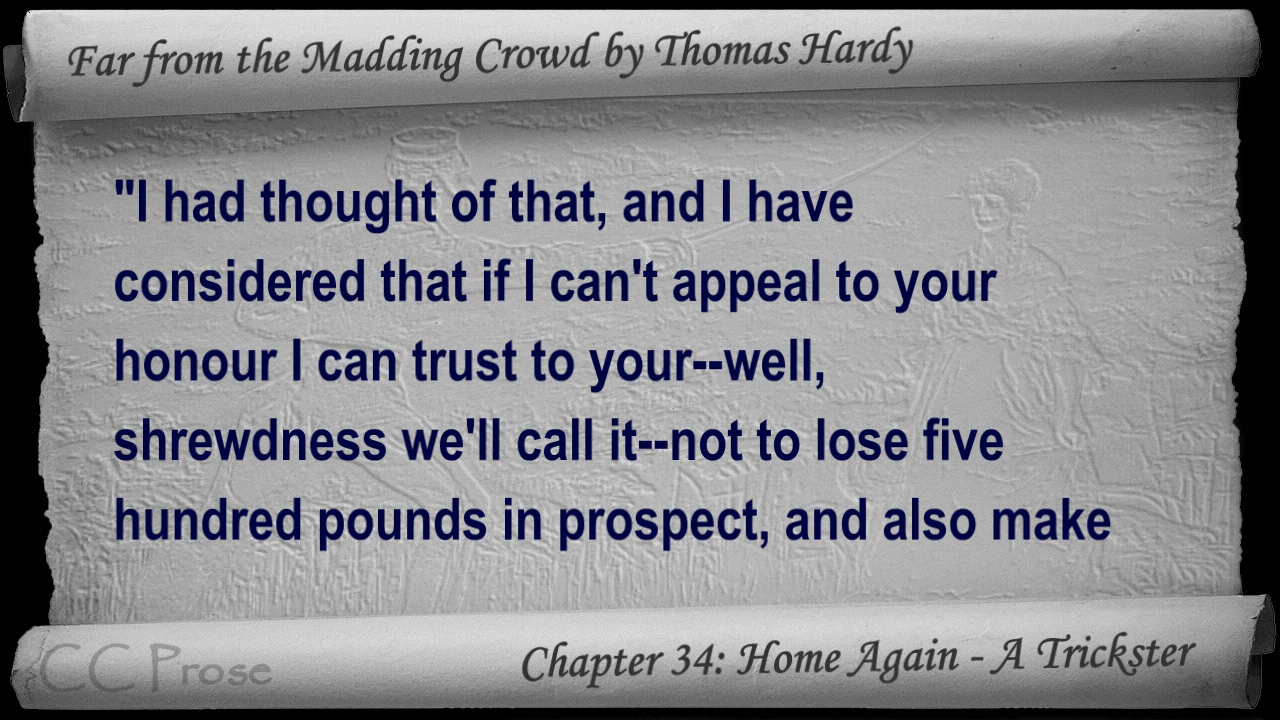 Far from the Madding Crowd by Thomas Hardy
"I had thought of that, and I have
considered that if I can't appeal to your
honour I can trust to your--well,
shrewdness we'll call it--not to lose five
hundred pounds in prospect, and also make
CC Prose
Chapter 34: Home Again - A Trickster